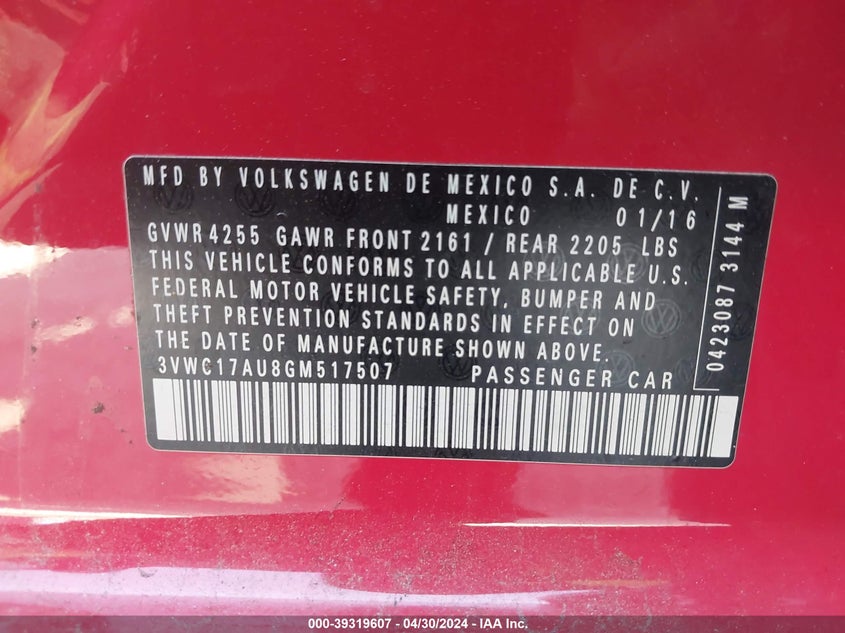 MFD BY VOLKSWAGEN DE MEXICO S.A. DE C.V.
MEXICO 01/16
GVWR 4255 GAWR FRONT 2161 / REAR 2205 LBS
THIS VEHICLE CONFORMS TO ALL APPLICABLE U.S.
FEDERAL MOTOR VEHICLE SAFETY, BUMPER AND
THEFT PREVENTION STANDARDS IN EFFECT ON
THE DATE OF MANUFACTURE SHOWN ABOVE.
3VWC17AU8GM517507 PASSENGER CAR
0423087 3144 M
000-39319607 - 04/30/2024 - IAA, Inc.